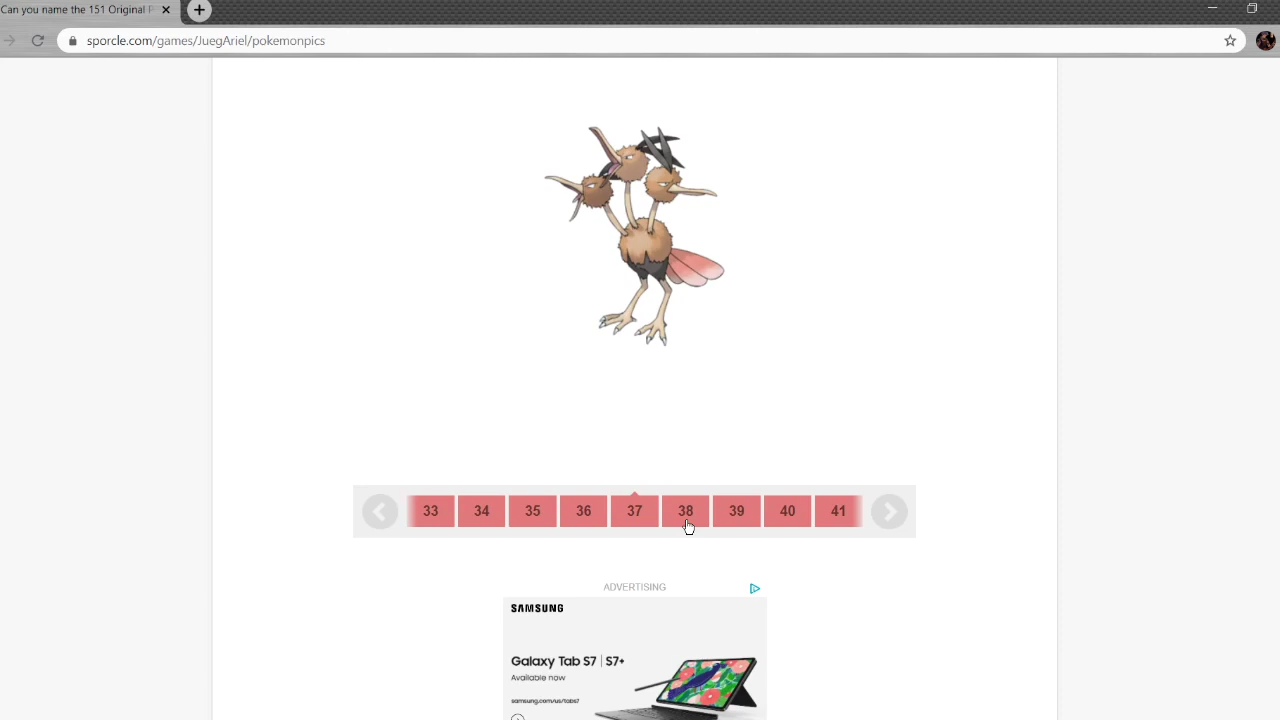 Can you name the 151 Original P
sporcle.com/games/JuegAriel/pokemonpics
33 34 35 36 37 38 39 40 41
ADVERTISING
SAMSUNG
Galaxy Tab S7 | S7+
Available now
samsung.com/us/tabs7